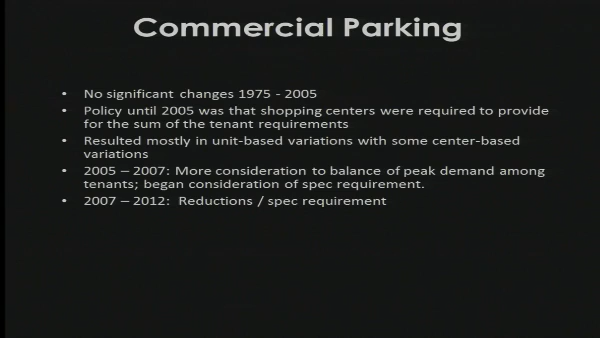 Commercial Parking
• No significant changes 1975 - 2005
• Policy until 2005 was that shopping centers were required to provide
for the sum of the tenant requirements
• Resulted mostly in unit-based variations with some center-based
variations
• 2005 – 2007: More consideration to balance of peak demand among
tenants; began consideration of spec requirement.
• 2007 – 2012:  Reductions / spec requirement